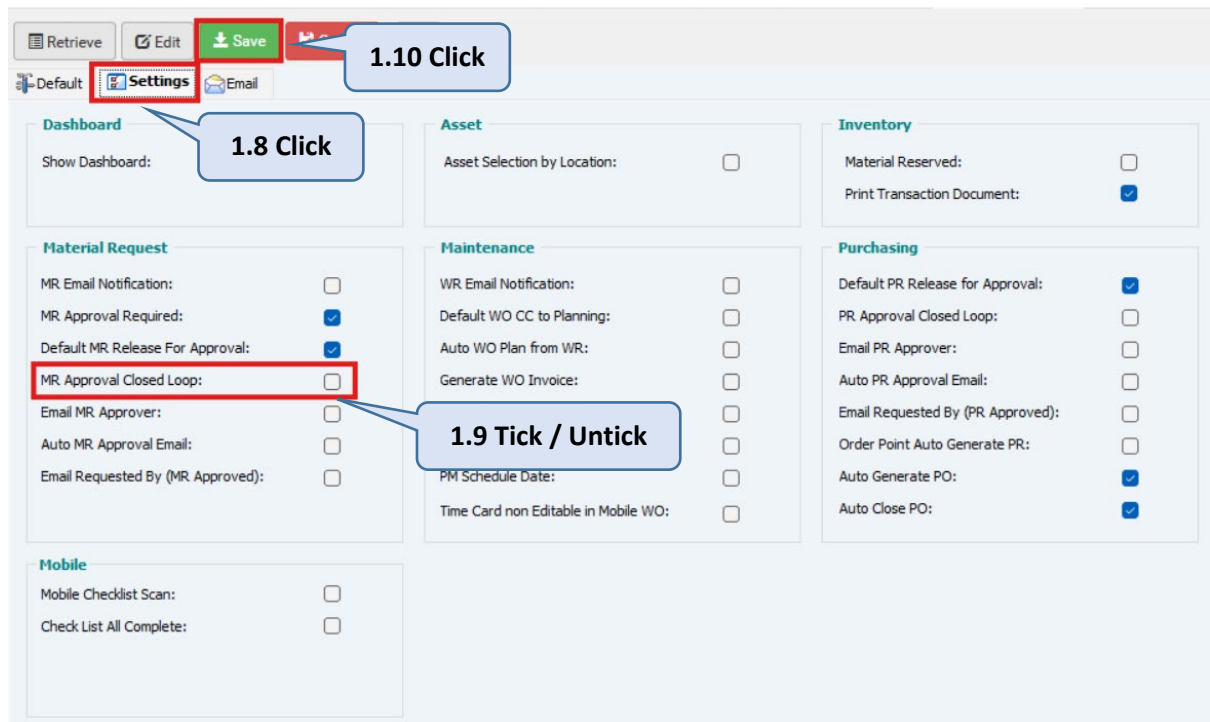 Retrieve Edit Save
1.10 Click
Default Settings Email
1.8 Click
Dashboard
Show Dashboard:
Asset
Asset Selection by Location:
Inventory
Material Reserved:
Print Transaction Document:
Material Request
MR Email Notification:
MR Approval Required:
Default MR Release For Approval:
MR Approval Closed Loop:
Email MR Approver:
Auto MR Approval Email:
Email Requested By (MR Approved):
Maintenance
WR Email Notification:
Default WO CC to Planning:
Auto WO Plan from WR:
Generate WO Invoice:
1.9 Tick / Untick
PM Schedule Date:
Time Card non Editable in Mobile WO:
Purchasing
Default PR Release for Approval:
PR Approval Closed Loop:
Email PR Approver:
Auto PR Approval Email:
Email Requested By (PR Approved):
Order Point Auto Generate PR:
Auto Generate PO:
Auto Close PO:
Mobile
Mobile Checklist Scan:
Check List All Complete: